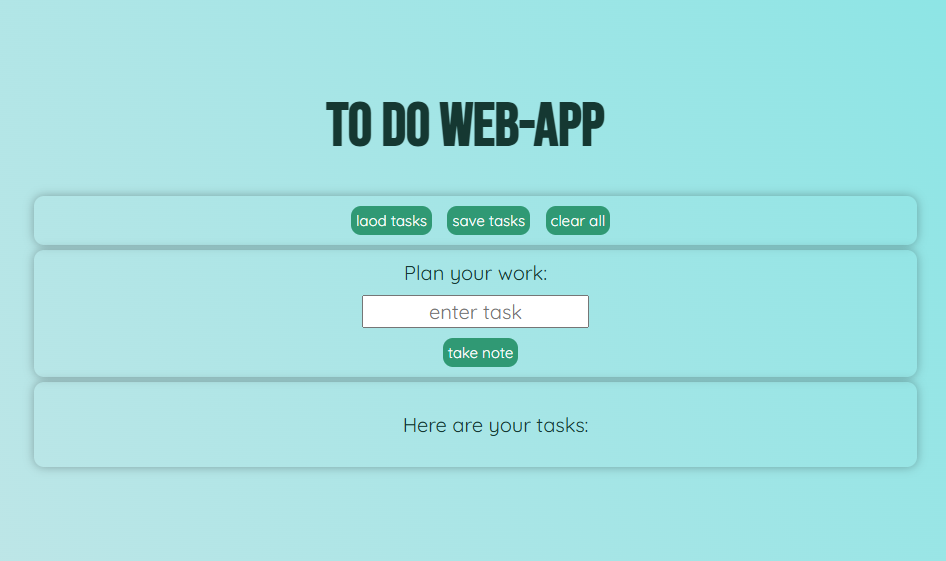 TO DO WEB-APP
laod tasks save tasks clear all
Plan your work:
enter task
take note
Here are your tasks: